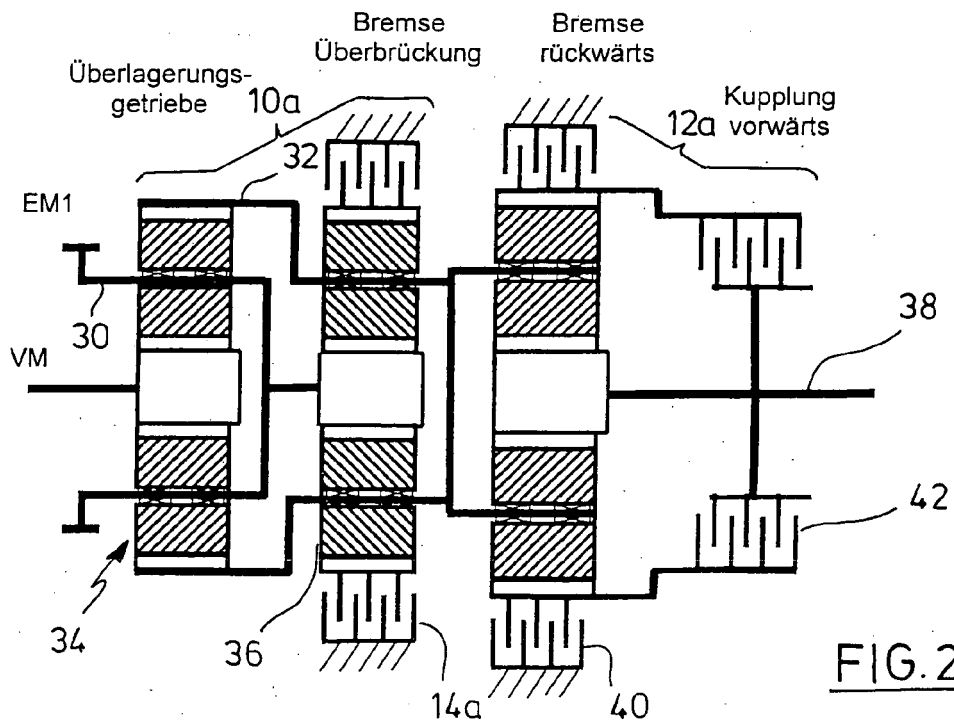 Bremse
Überbrückung
Bremse
rückwärts
Überlagerungs-
getriebe
10a
12a
Kupplung
vorwärts
32
EM1
30
VM
38
42
34
36
14a
40
FIG. 2